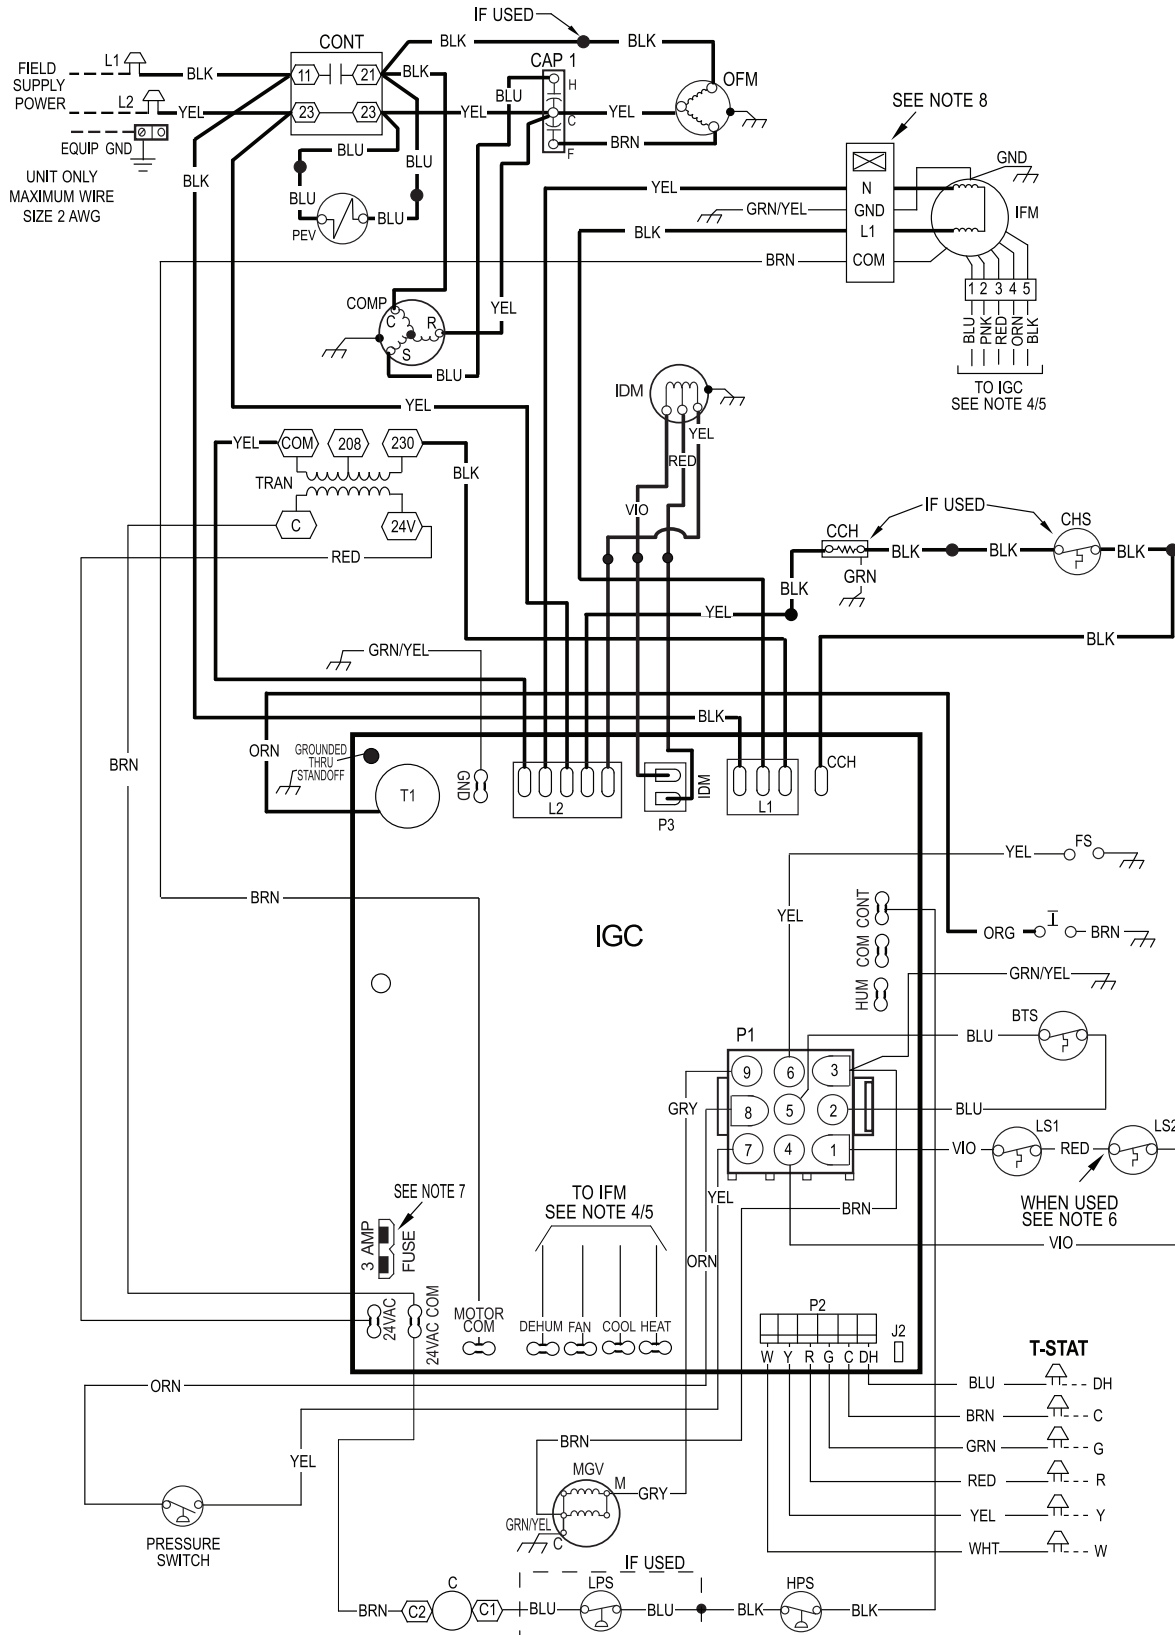 IF USED
CONT
BLK
BLK
L1
FIELD
SUPPLY
POWER
BLK
11
21
BLK
CAP 1
H
OFM
L2
YEL
23
23
YEL
BLU
C
YEL
BRN
F
SEE NOTE 8
EQUIP GND
UNIT ONLY
MAXIMUM WIRE
SIZE 2 AWG
BLK
BLU
BLU
BLU
BLU
PEV
GND
YEL
N
GRN/YEL
GND
IFM
BLK
L1
BRN
COM
COMP
C
R
S
YEL
BLU
1 2 3 4 5
BLU
PNK
RED
ORN
BLK
TO IGC
SEE NOTE 4/5
IDM
YEL
YEL
RED
VIO
YEL
COM
208
230
BLK
TRAN
C
24V
RED
IF USED
CCH
CHS
BLK
BLK
BLK
GRN
BLK
YEL
BLK
GRN/YEL
BLK
ORN
BRN
GROUNDED
THRU
STANDOFF
T1
GND
L2
IDM
P3
L1
CCH
YEL
FS
BRN
YEL
CONT
COM
HUM
IGC
ORG
I
BRN
GRN/YEL
BTS
P1
BLU
9
6
3
GRY
8
5
2
BLU
7
4
1
VIO
LS1
RED
LS2
WHEN USED
SEE NOTE 6
YEL
BRN
VIO
SEE NOTE 7
TO IFM
SEE NOTE 4/5
ORN
3 AMP
FUSE
24VAC
24VAC COM
MOTOR
COM
DEHUM
FAN
COOL
HEAT
P2
J2
W Y R G C DH
T-STAT
ORN
BLU
DH
BRN
C
GRN
G
RED
R
YEL
Y
WHT
W
YEL
BRN
MGV
M
GRY
GRN/YEL
C
PRESSURE
SWITCH
IF USED
C
LPS
HPS
BRN
C2
C1
BLU
BLU
BLK
BLK